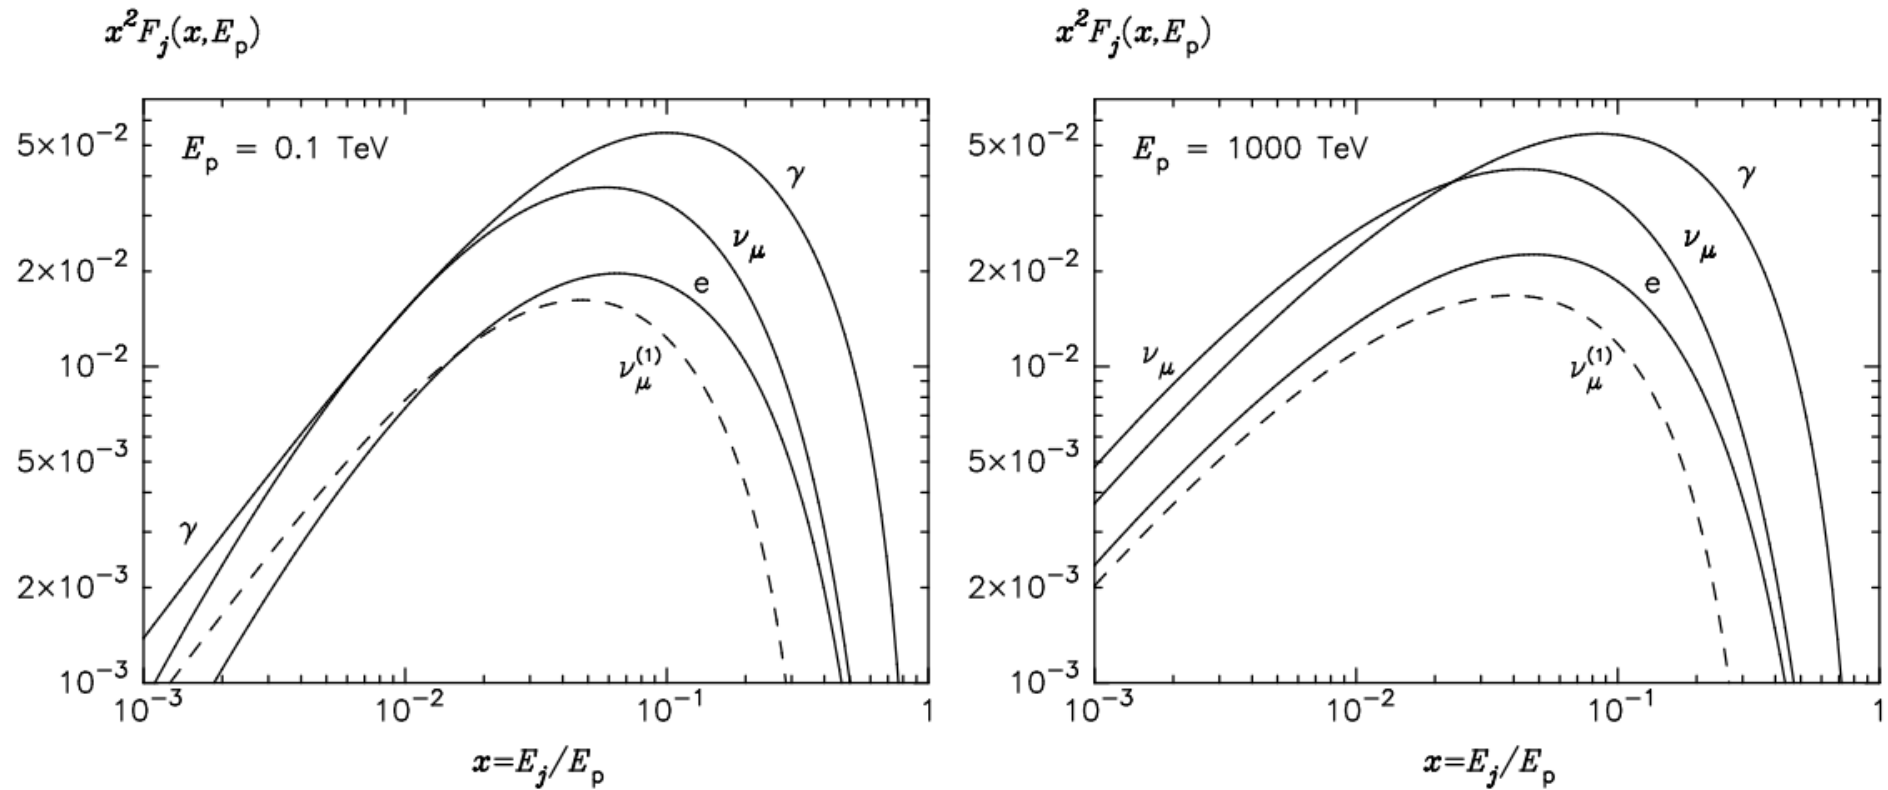 x²F_j(x,E_p)
E_p = 0.1 TeV
5×10⁻²
2×10⁻²
10⁻²
5×10⁻³
2×10⁻³
10⁻³
γ
ν_μ
e
ν_μ^(1)
γ
10⁻³ 10⁻² 10⁻¹ 1
x=E_j/E_p
x²F_j(x,E_p)
E_p = 1000 TeV
5×10⁻²
2×10⁻²
10⁻²
5×10⁻³
2×10⁻³
10⁻³
γ
ν_μ
e
ν_μ
ν_μ^(1)
10⁻³ 10⁻² 10⁻¹ 1
x=E_j/E_p